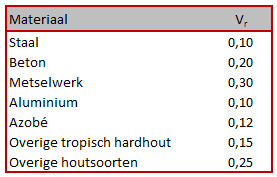 Materiaal Vr
Staal 0,10
Beton 0,20
Metselwerk 0,30
Aluminium 0,10
Azobé 0,12
Overige tropisch hardhout 0,15
Overige houtsoorten 0,25